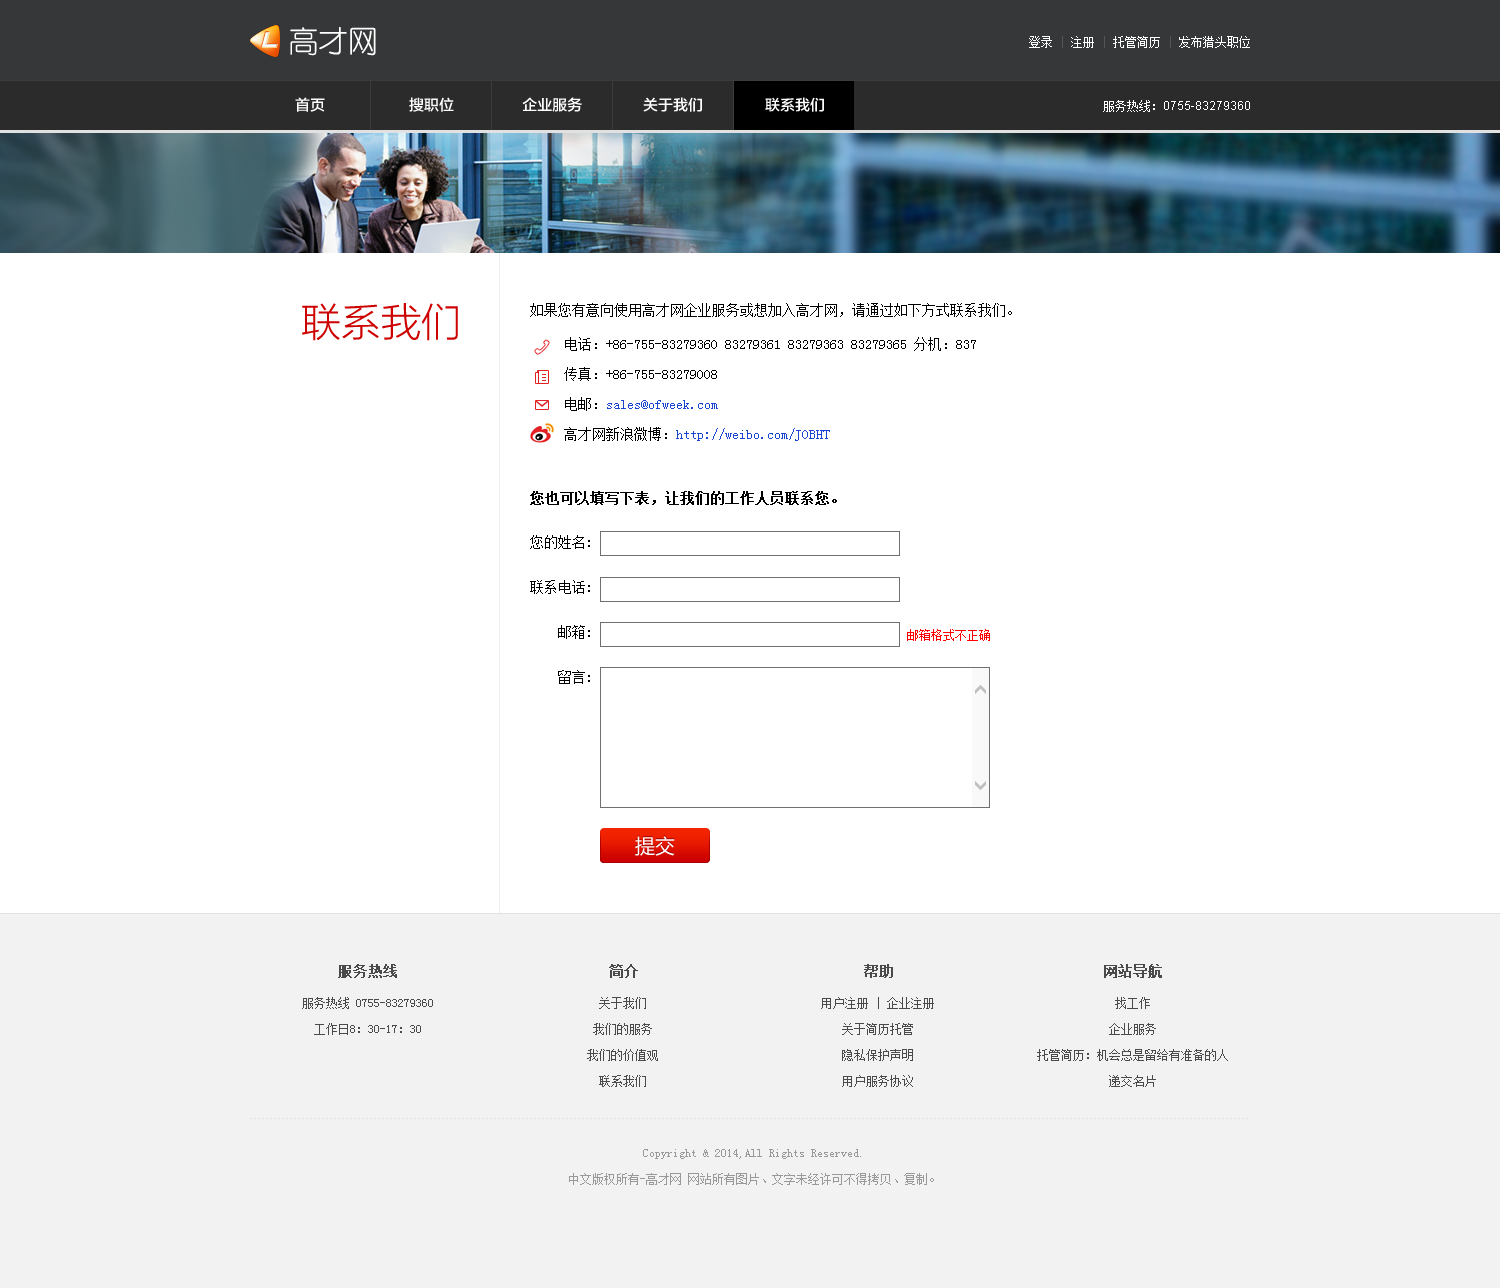 高才网
登录 | 注册 | 托管简历 | 发布猎头职位
首页 搜职位 企业服务 关于我们 联系我们 服务热线：0755-83279360
联系我们
如果您有意向使用高才网企业服务或想加入高才网，请通过如下方式联系我们。
电话：+86-755-83279360 83279361 83279363 83279365 分机：837
传真：+86-755-83279008
电邮：sales@ofweek.com
高才网新浪微博：http://weibo.com/JOBHT
您也可以填写下表，让我们的工作人员联系您。
您的姓名：
联系电话：
邮箱： 邮箱格式不正确
留言：
提交
服务热线 简介 帮助 网站导航
服务热线 0755-83279360 关于我们 用户注册 | 企业注册 找工作
工作日8：30-17：30 我们的服务 关于简历托管 企业服务
我们的价值观 隐私保护声明 托管简历：机会总是留给有准备的人
联系我们 用户服务协议 递交名片
Copyright & 2014,All Rights Reserved.
中文版权所有-高才网 网站所有图片、文字未经许可不得拷贝、复制。